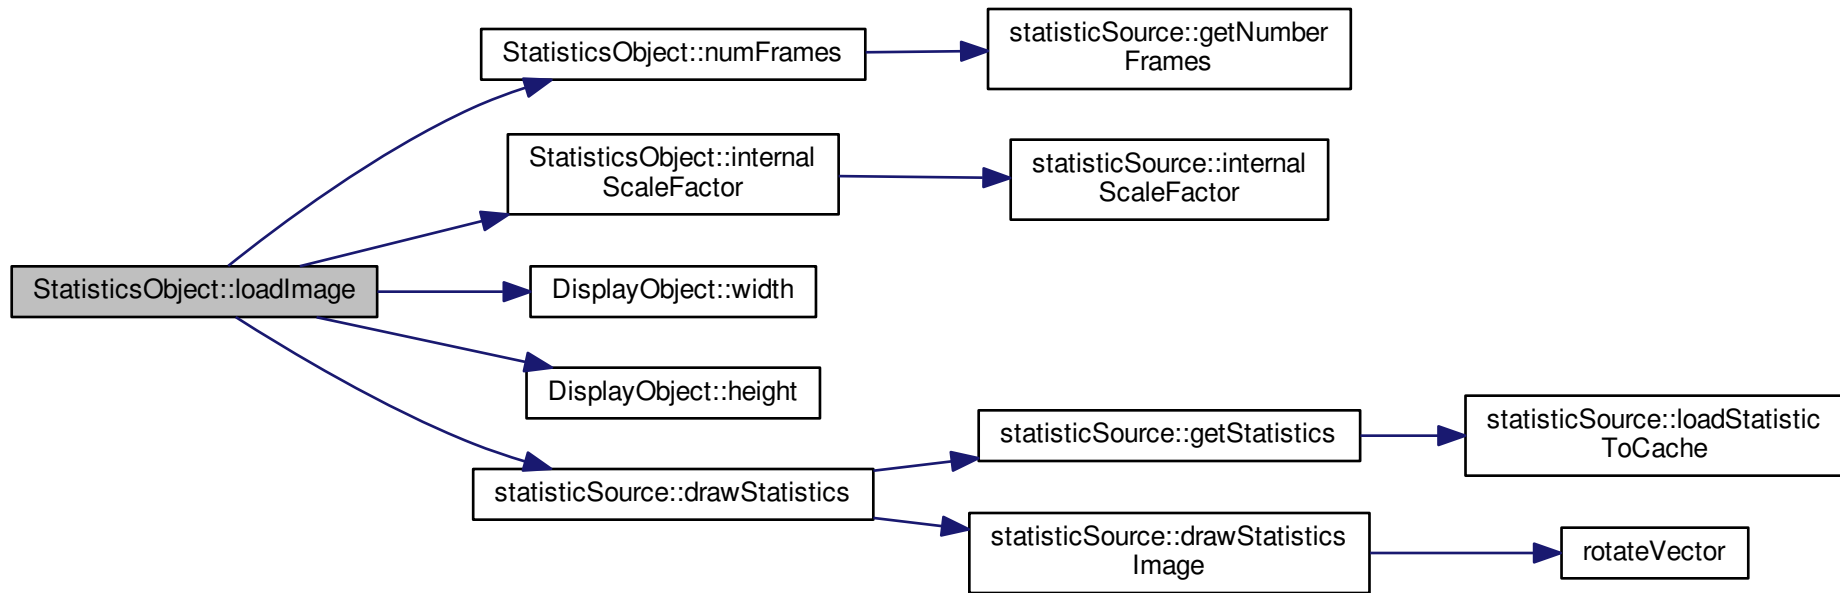 StatisticsObject::loadImage
StatisticsObject::numFrames
statisticSource::getNumber
Frames
StatisticsObject::internal
ScaleFactor
statisticSource::internal
ScaleFactor
DisplayObject::width
DisplayObject::height
statisticSource::drawStatistics
statisticSource::getStatistics
statisticSource::loadStatistic
ToCache
statisticSource::drawStatistics
Image
rotateVector